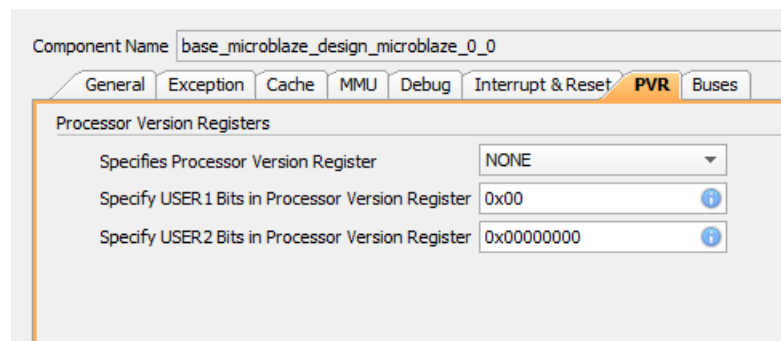 Component Name base_microblaze_design_microblaze_0_0
General Exception Cache MMU Debug Interrupt & Reset PVR Buses
Processor Version Registers
Specifies Processor Version Register NONE
Specify USER1 Bits in Processor Version Register 0x00
Specify USER2 Bits in Processor Version Register 0x00000000